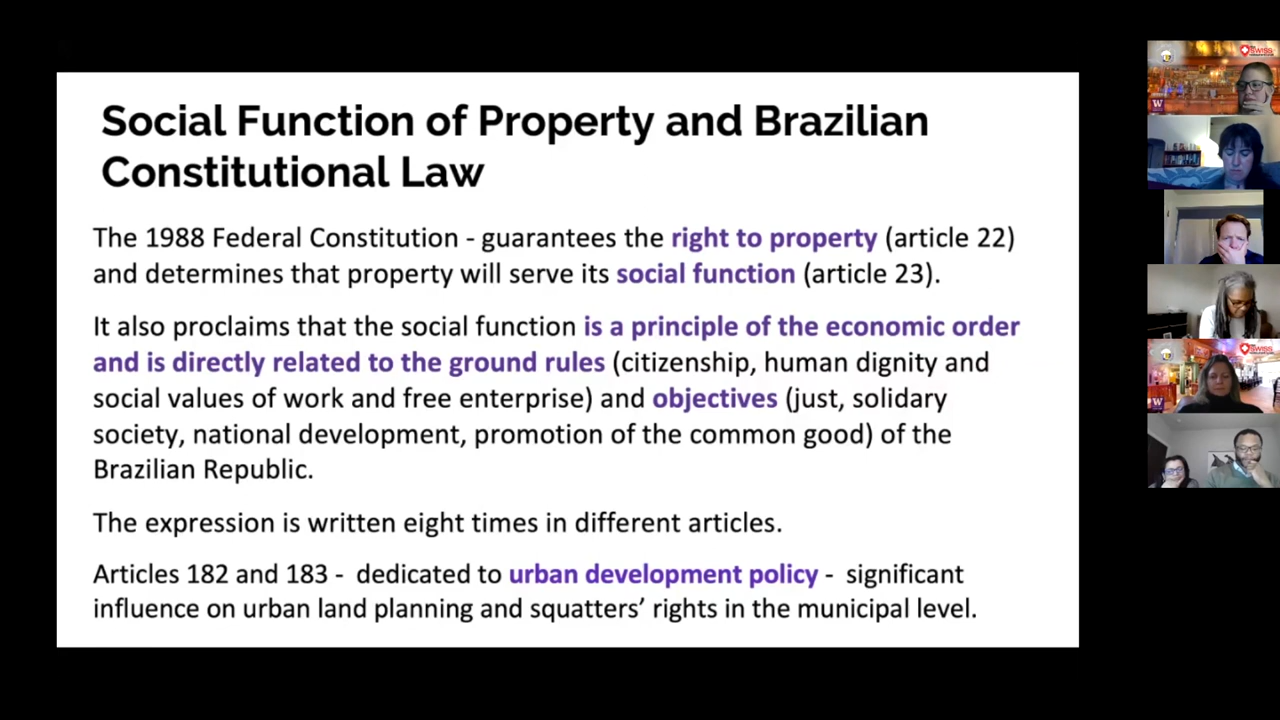 Social Function of Property and Brazilian
Constitutional Law
The 1988 Federal Constitution - guarantees the right to property (article 22)
and determines that property will serve its social function (article 23).
It also proclaims that the social function is a principle of the economic order
and is directly related to the ground rules (citizenship, human dignity and
social values of work and free enterprise) and objectives (just, solidary
society, national development, promotion of the common good) of the
Brazilian Republic.
The expression is written eight times in different articles.
Articles 182 and 183 -  dedicated to urban development policy -  significant
influence on urban land planning and squatters’ rights in the municipal level.
SWISS
W
SWISS
W